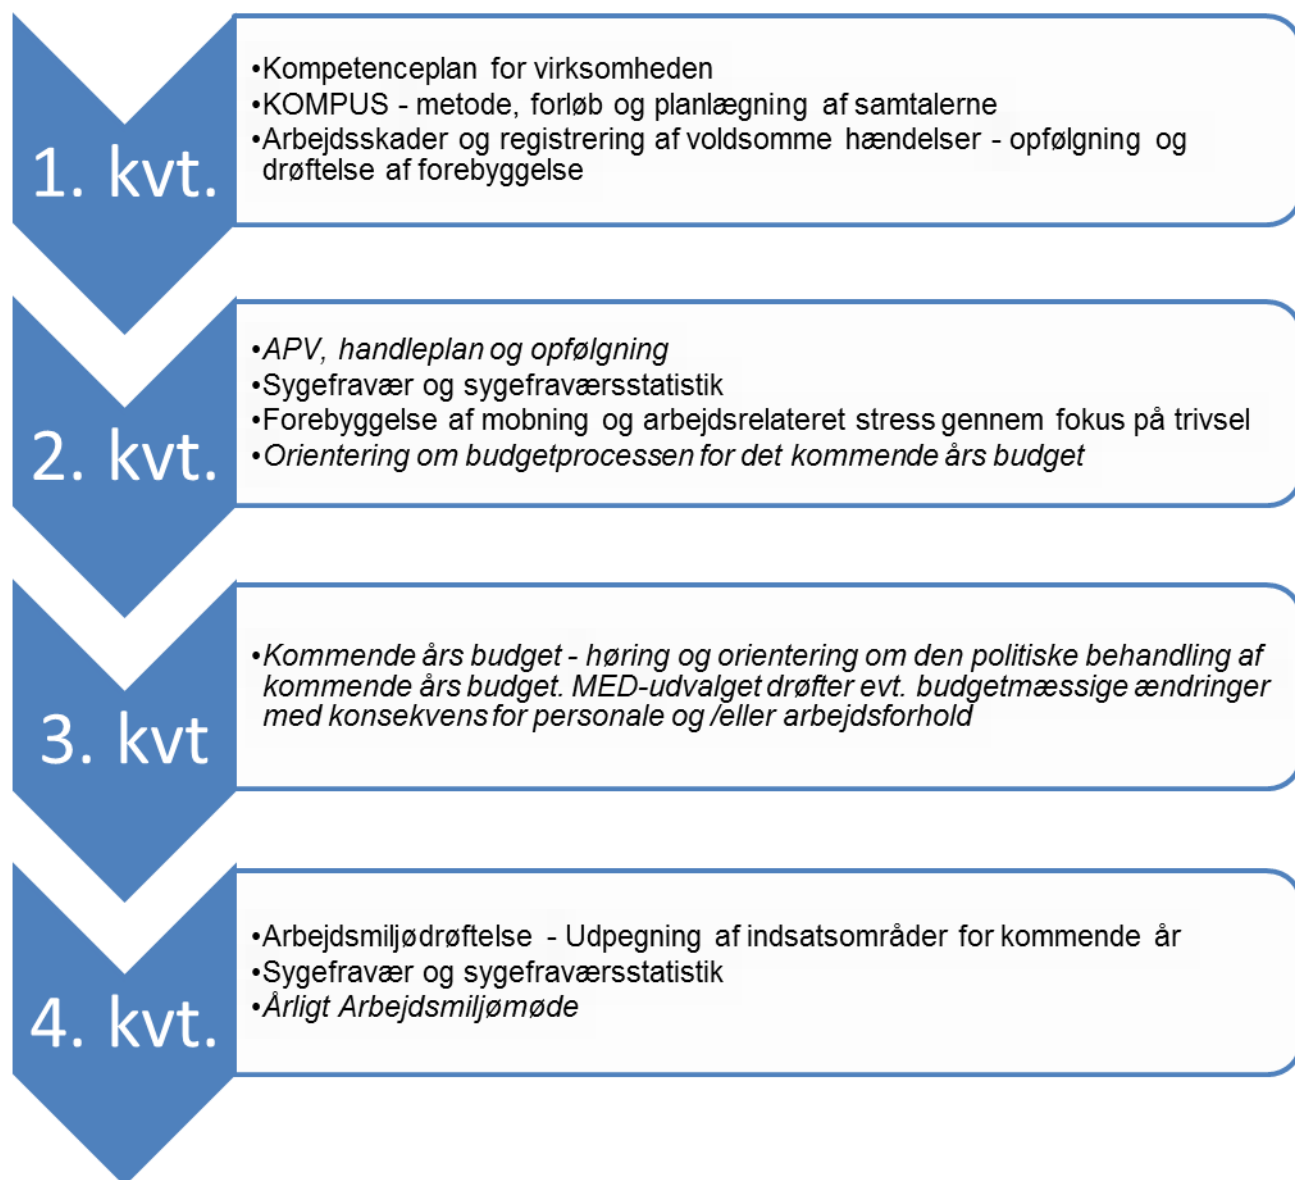 1. kvt.
•Kompetenceplan for virksomheden
•KOMPUS - metode, forløb og planlægning af samtalerne
•Arbejdsskader og registrering af voldsomme hændelser - opfølgning og
drøftelse af forebyggelse
2. kvt.
•APV, handleplan og opfølgning
•Sygefravær og sygefraværsstatistik
•Forebyggelse af mobning og arbejdsrelateret stress gennem fokus på trivsel
•Orientering om budgetprocessen for det kommende års budget
3. kvt
•Kommende års budget - høring og orientering om den politiske behandling af
kommende års budget. MED-udvalget drøfter evt. budgetmæssige ændringer
med konsekvens for personale og /eller arbejdsforhold
4. kvt.
•Arbejdsmiljødrøftelse - Udpegning af indsatsområder for kommende år
•Sygefravær og sygefraværsstatistik
•Årligt Arbejdsmiljømøde